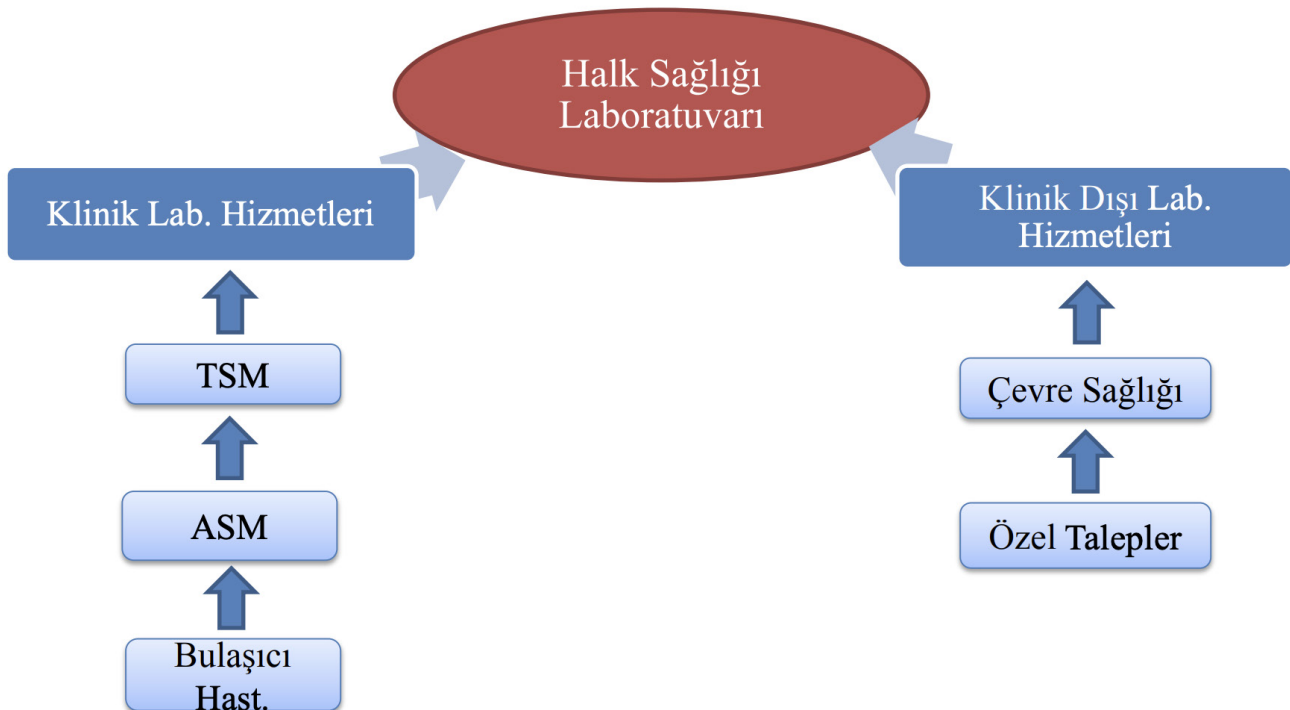 Halk Sağlığı
Laboratuvarı
Klinik Lab. Hizmetleri
Klinik Dışı Lab.
Hizmetleri
TSM
Çevre Sağlığı
ASM
Özel Talepler
Bulaşıcı
Hast.